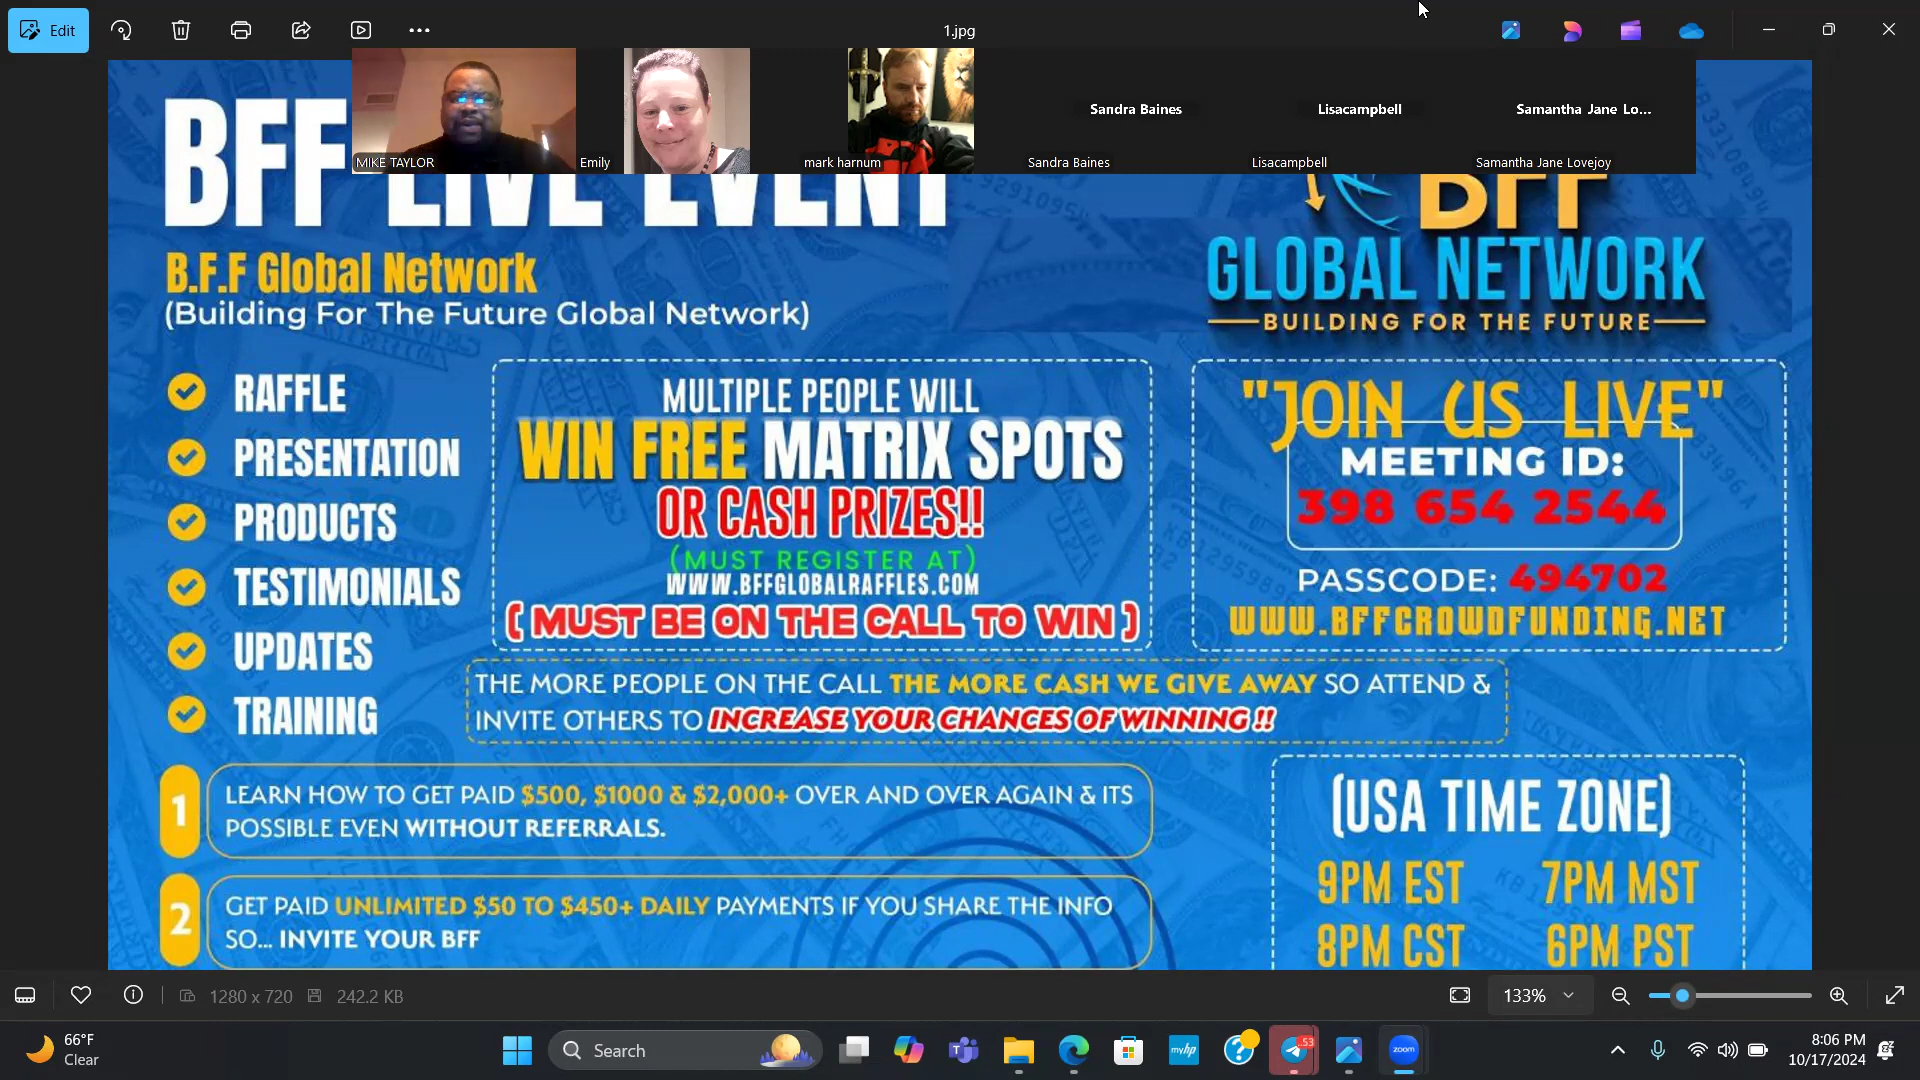 Edit
1.jpg
Sandra Baines
Lisacampbell
Samantha Jane Lo...
MIKE TAYLOR
Emily
mark harnum
Sandra Baines
Lisacampbell
Samantha Jane Lovejoy
BFF LIVE EVENT
B.F.F Global Network
(Building For The Future Global Network)
BFF
GLOBAL NETWORK
BUILDING FOR THE FUTURE
RAFFLE
PRESENTATION
PRODUCTS
TESTIMONIALS
UPDATES
TRAINING
MULTIPLE PEOPLE WILL
WIN FREE MATRIX SPOTS
OR CASH PRIZES!!
(MUST REGISTER AT)
WWW.BFFGLOBALRAFFLES.COM
( MUST BE ON THE CALL TO WIN )
"JOIN US LIVE"
MEETING ID:
398 654 2544
PASSCODE: 494702
WWW.BFFCROWDFUNDING.NET
THE MORE PEOPLE ON THE CALL THE MORE CASH WE GIVE AWAY SO ATTEND &
INVITE OTHERS TO INCREASE YOUR CHANCES OF WINNING !!
1
LEARN HOW TO GET PAID $500, $1000 & $2,000+ OVER AND OVER AGAIN & ITS
POSSIBLE EVEN WITHOUT REFERRALS.
2
GET PAID UNLIMITED $50 TO $450+ DAILY PAYMENTS IF YOU SHARE THE INFO
SO... INVITE YOUR BFF
(USA TIME ZONE)
9PM EST 7PM MST
8PM CST 6PM PST
1280 x 720
242.2 KB
133%
66°F
Clear
Search
myhp
53
zoom
8:06 PM
10/17/2024